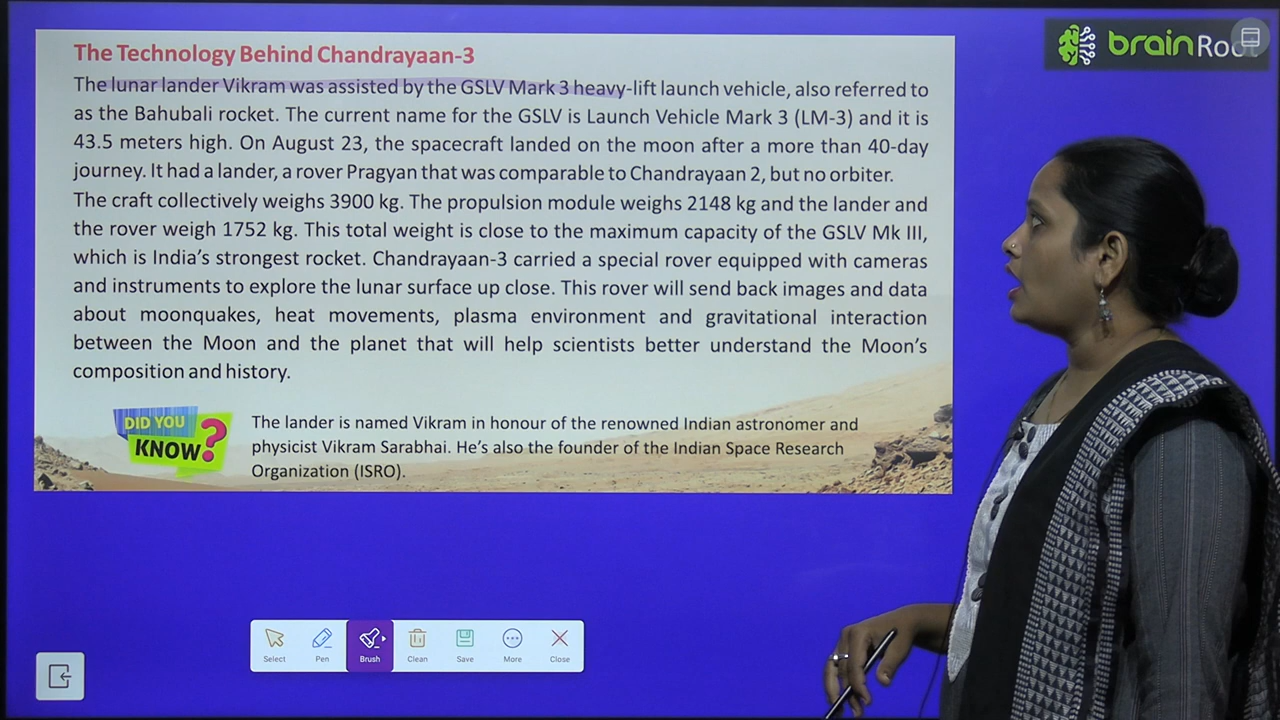 The Technology Behind Chandrayaan-3
The lunar lander Vikram was assisted by the GSLV Mark 3 heavy-lift launch vehicle, also referred to
as the Bahubali rocket. The current name for the GSLV is Launch Vehicle Mark 3 (LM-3) and it is
43.5 meters high. On August 23, the spacecraft landed on the moon after a more than 40-day
journey. It had a lander, a rover Pragyan that was comparable to Chandrayaan 2, but no orbiter.
The craft collectively weighs 3900 kg. The propulsion module weighs 2148 kg and the lander and
the rover weigh 1752 kg. This total weight is close to the maximum capacity of the GSLV Mk III,
which is India's strongest rocket. Chandrayaan-3 carried a special rover equipped with cameras
and instruments to explore the lunar surface up close. This rover will send back images and data
about moonquakes, heat movements, plasma environment and gravitational interaction
between the Moon and the planet that will help scientists better understand the Moon's
composition and history.
DID YOU
KNOW?
The lander is named Vikram in honour of the renowned Indian astronomer and
physicist Vikram Sarabhai. He's also the founder of the Indian Space Research
Organization (ISRO).
brain
Select Pen Brush Clean Save More Close